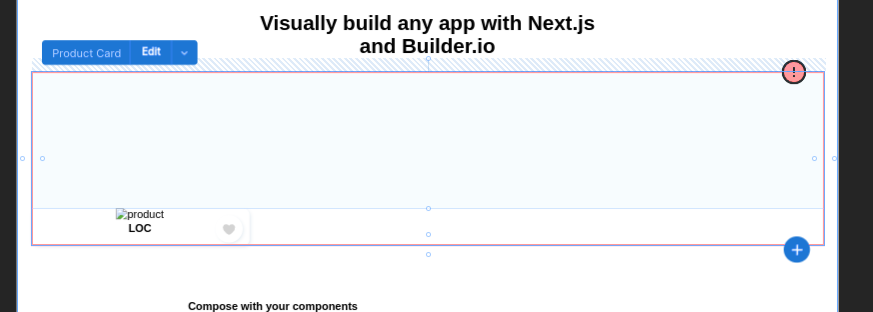 Visually build any app with Next.js
and Builder.io
Product Card Edit
!
product
LOC
+
Compose with your components